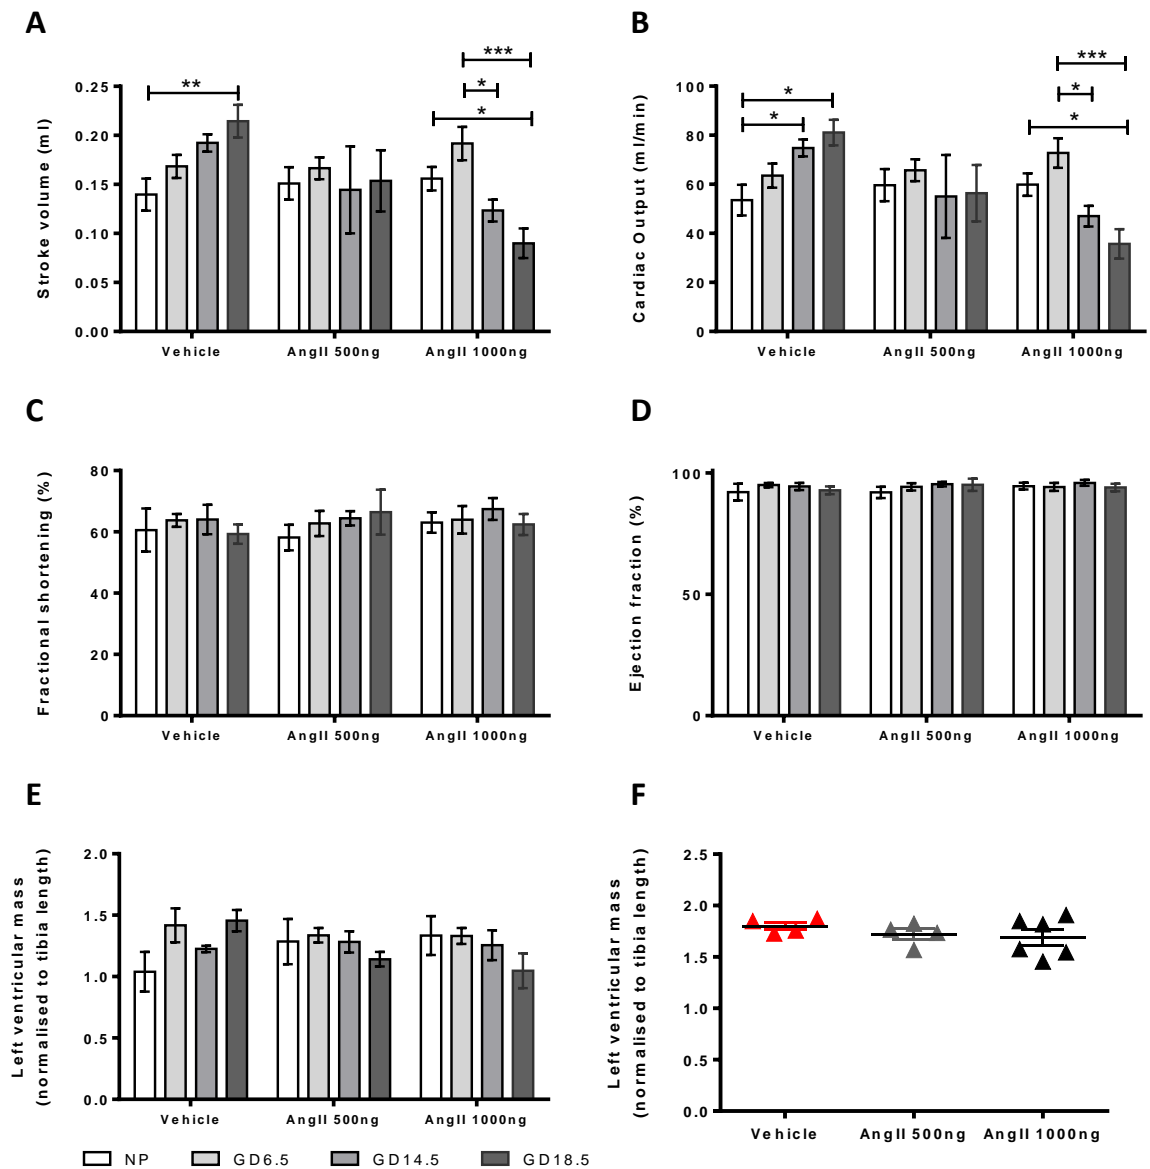 A
Stroke volume (ml)
0.25
0.20
0.15
0.10
0.05
0.00
**
***
*
*
Vehicle
AngII 500ng
AngII 1000ng
B
Cardiac Output (ml/min)
100
80
60
40
20
0
*
*
***
*
*
Vehicle
AngII 500ng
AngII 1000ng
C
Fractional shortening (%)
80
60
40
20
0
Vehicle
AngII 500ng
AngII 1000ng
D
Ejection fraction (%)
100
50
0
Vehicle
AngII 500ng
AngII 1000ng
E
Left ventricular mass
(normalised to tibia length)
2.0
1.5
1.0
0.5
0.0
Vehicle
AngII 500ng
AngII 1000ng
F
Left ventricular mass
(normalised to tibia length)
2.5
2.0
1.5
1.0
0.5
0.0
Vehicle
AngII 500ng
AngII 1000ng
NP
GD6.5
GD14.5
GD18.5